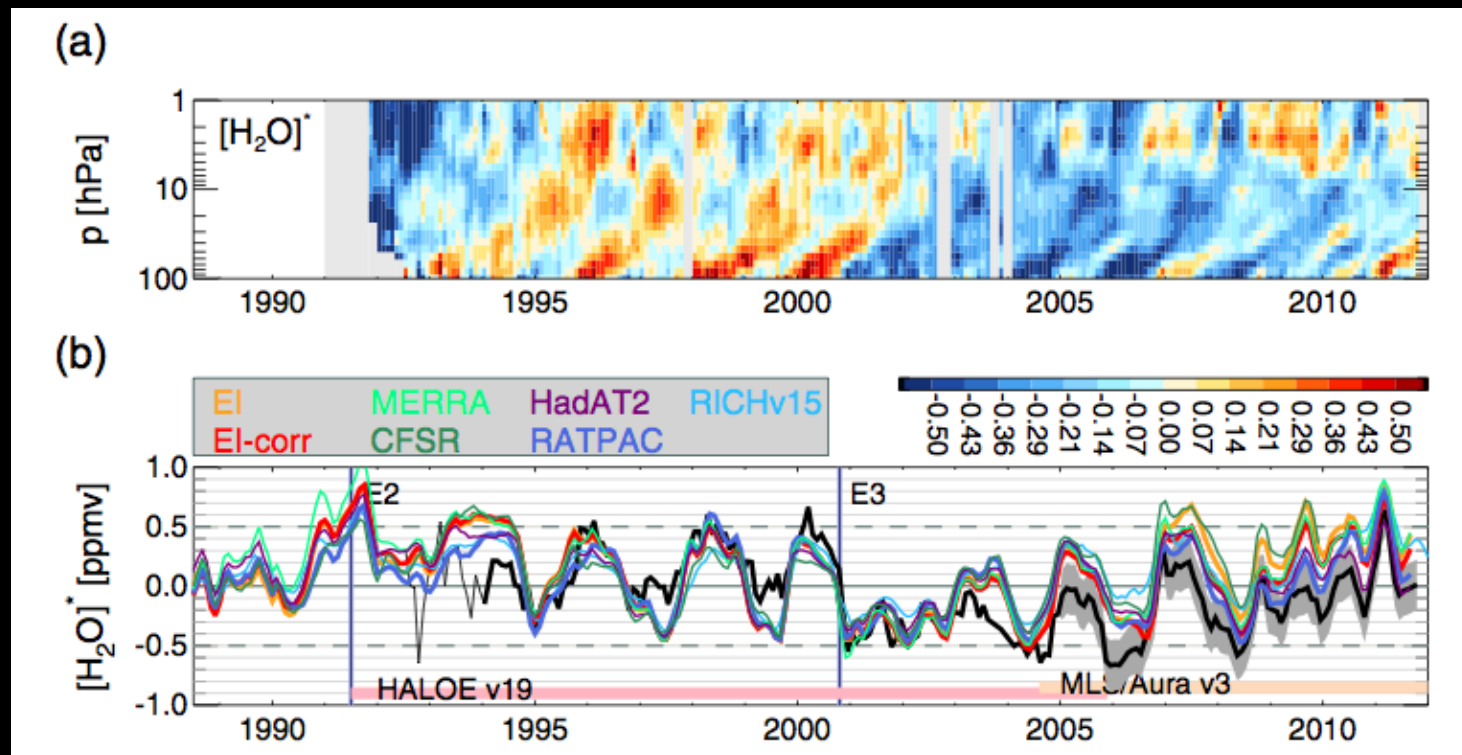 (a)
[H₂O]*
p [hPa]
1
10
100
1990 1995 2000 2005 2010
(b)
EI MERRA HadAT2 RICHv15
EI-corr CFSR RATPAC
-0.50 -0.43 -0.36 -0.29 -0.21 -0.14 -0.07 0.00 0.07 0.14 0.21 0.29 0.36 0.43 0.50
[H₂O]* [ppmv]
1.0
0.5
0.0
-0.5
-1.0
E2 E3
HALOE v19 MLS/Aura v3
1990 1995 2000 2005 2010